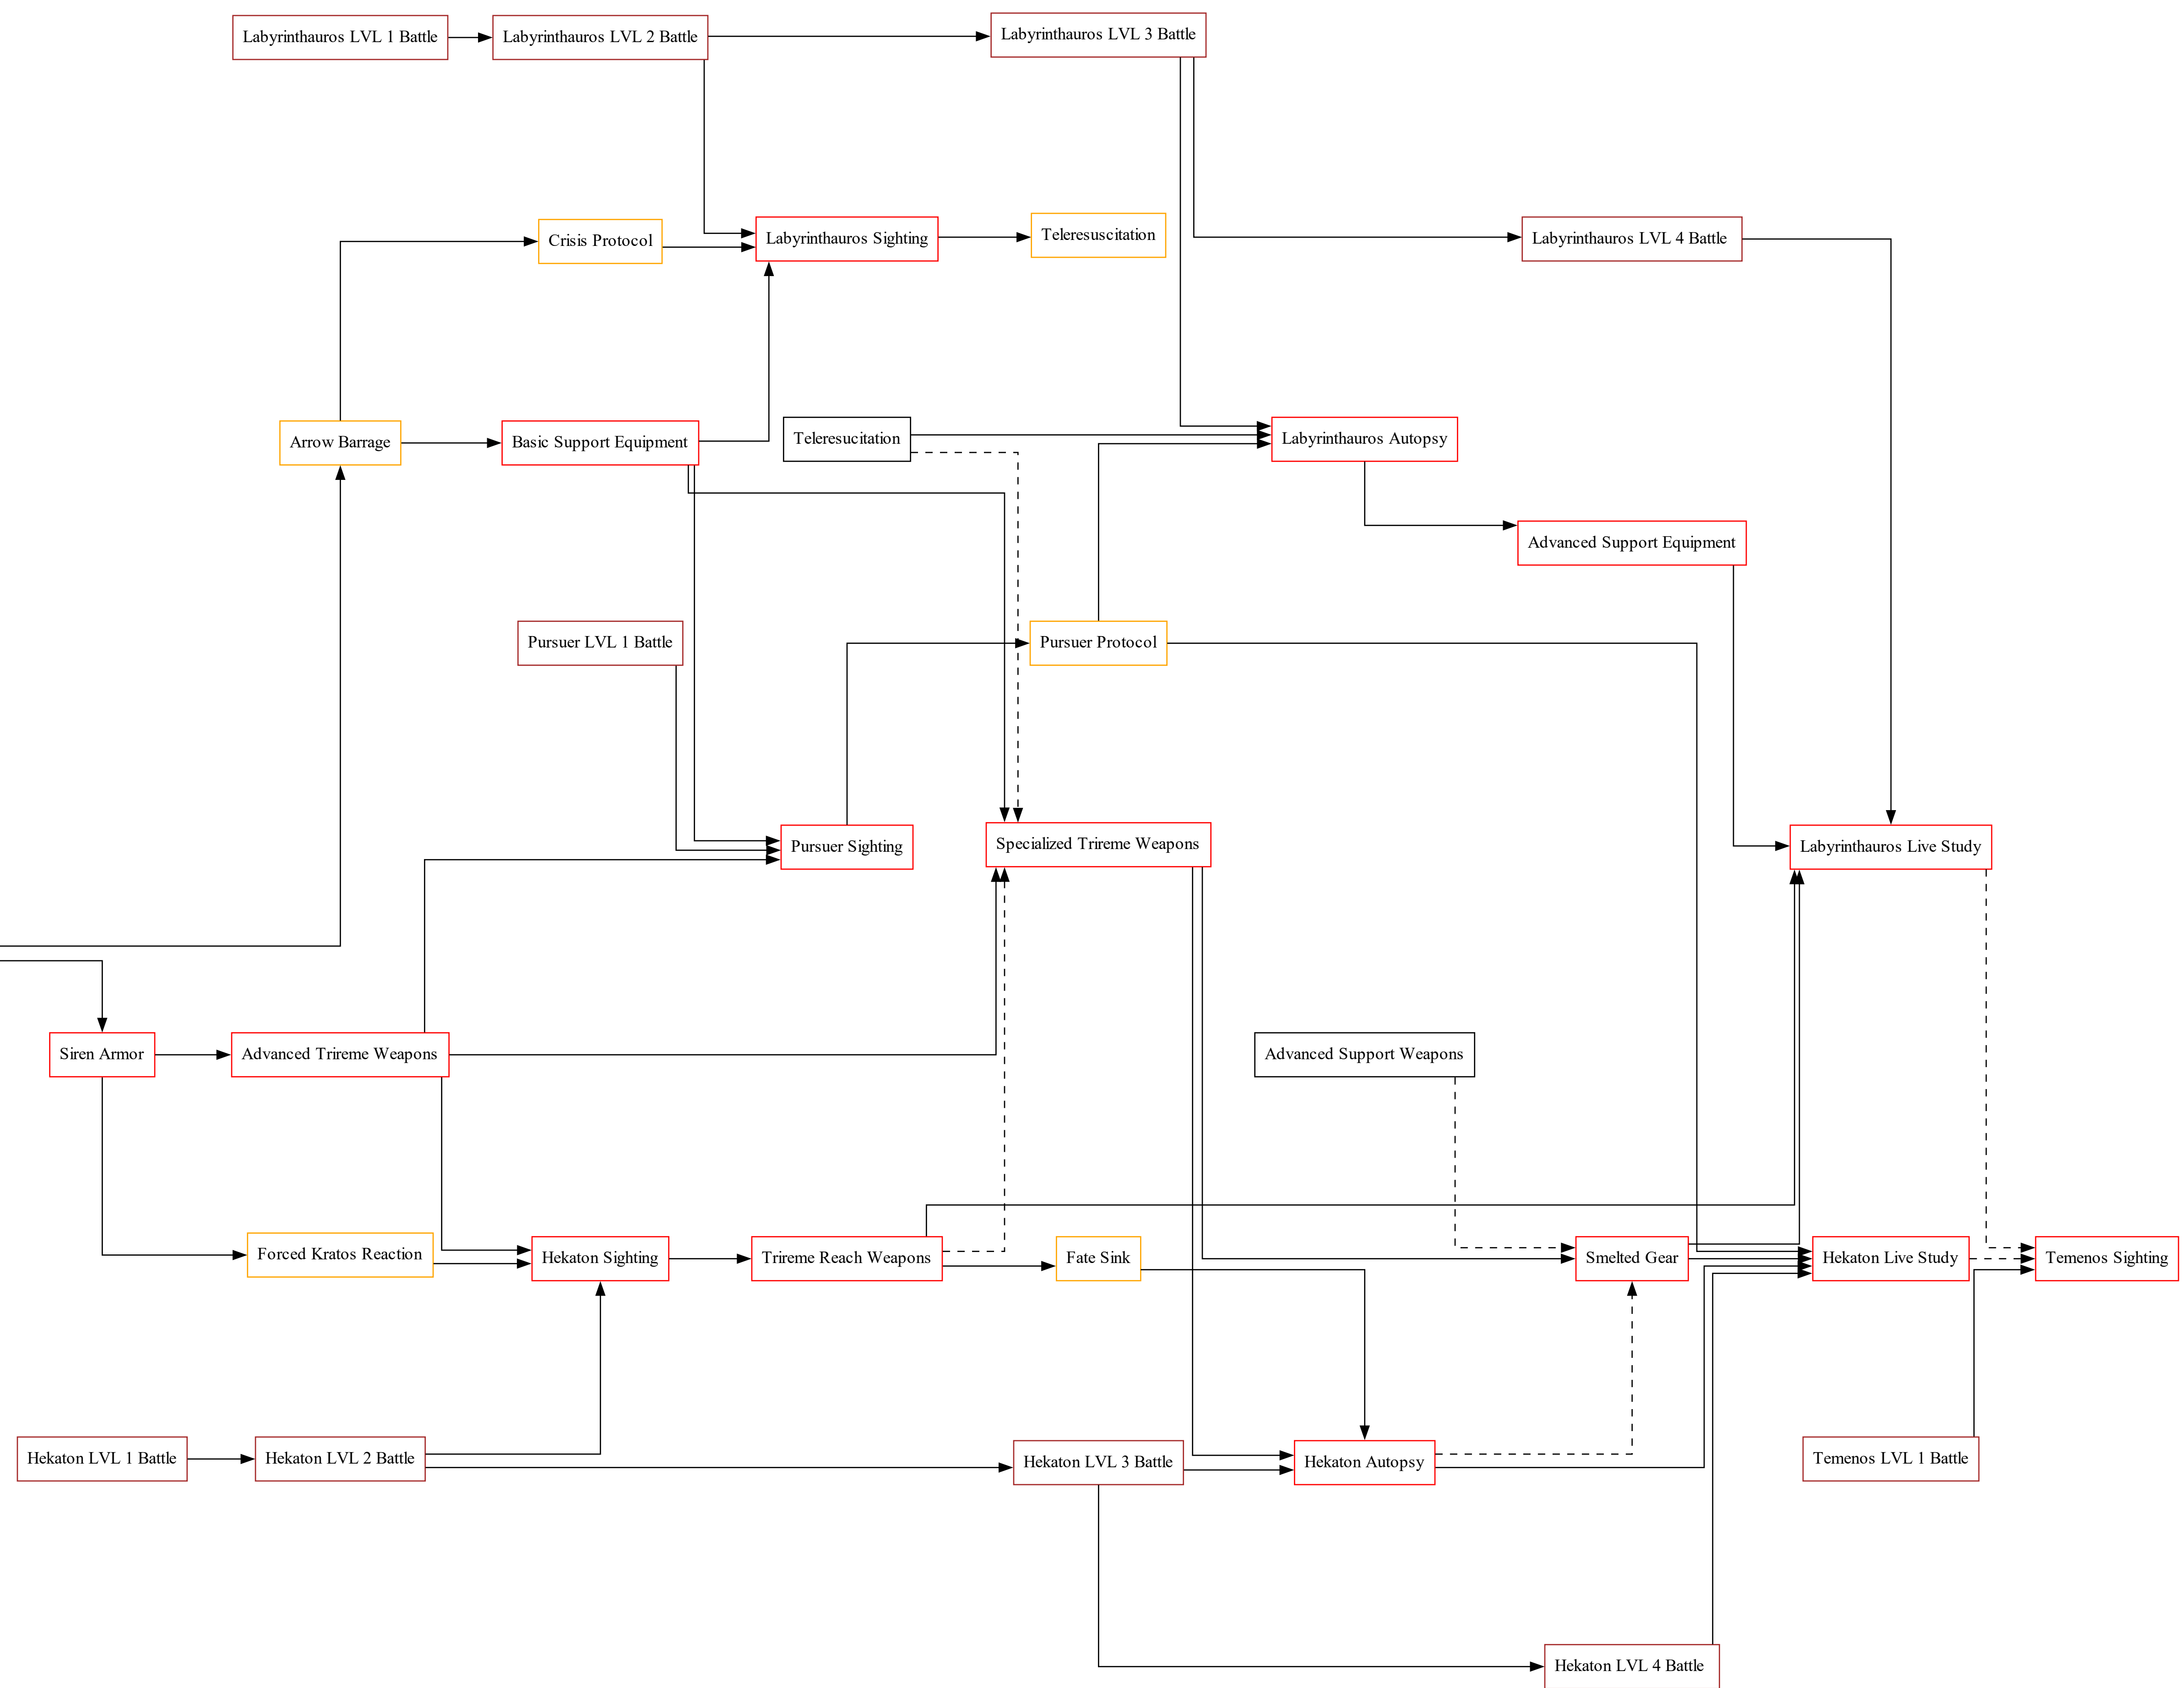 Labyrinthauros LVL 1 Battle
Labyrinthauros LVL 2 Battle
Labyrinthauros LVL 3 Battle
Crisis Protocol
Labyrinthauros Sighting
Teleresuscitation
Labyrinthauros LVL 4 Battle
Arrow Barrage
Basic Support Equipment
Teleresucitation
Labyrinthauros Autopsy
Advanced Support Equipment
Pursuer LVL 1 Battle
Pursuer Protocol
Pursuer Sighting
Specialized Trireme Weapons
Labyrinthauros Live Study
Siren Armor
Advanced Trireme Weapons
Advanced Support Weapons
Forced Kratos Reaction
Hekaton Sighting
Trireme Reach Weapons
Fate Sink
Smelted Gear
Hekaton Live Study
Temenos Sighting
Hekaton LVL 1 Battle
Hekaton LVL 2 Battle
Hekaton LVL 3 Battle
Hekaton Autopsy
Temenos LVL 1 Battle
Hekaton LVL 4 Battle